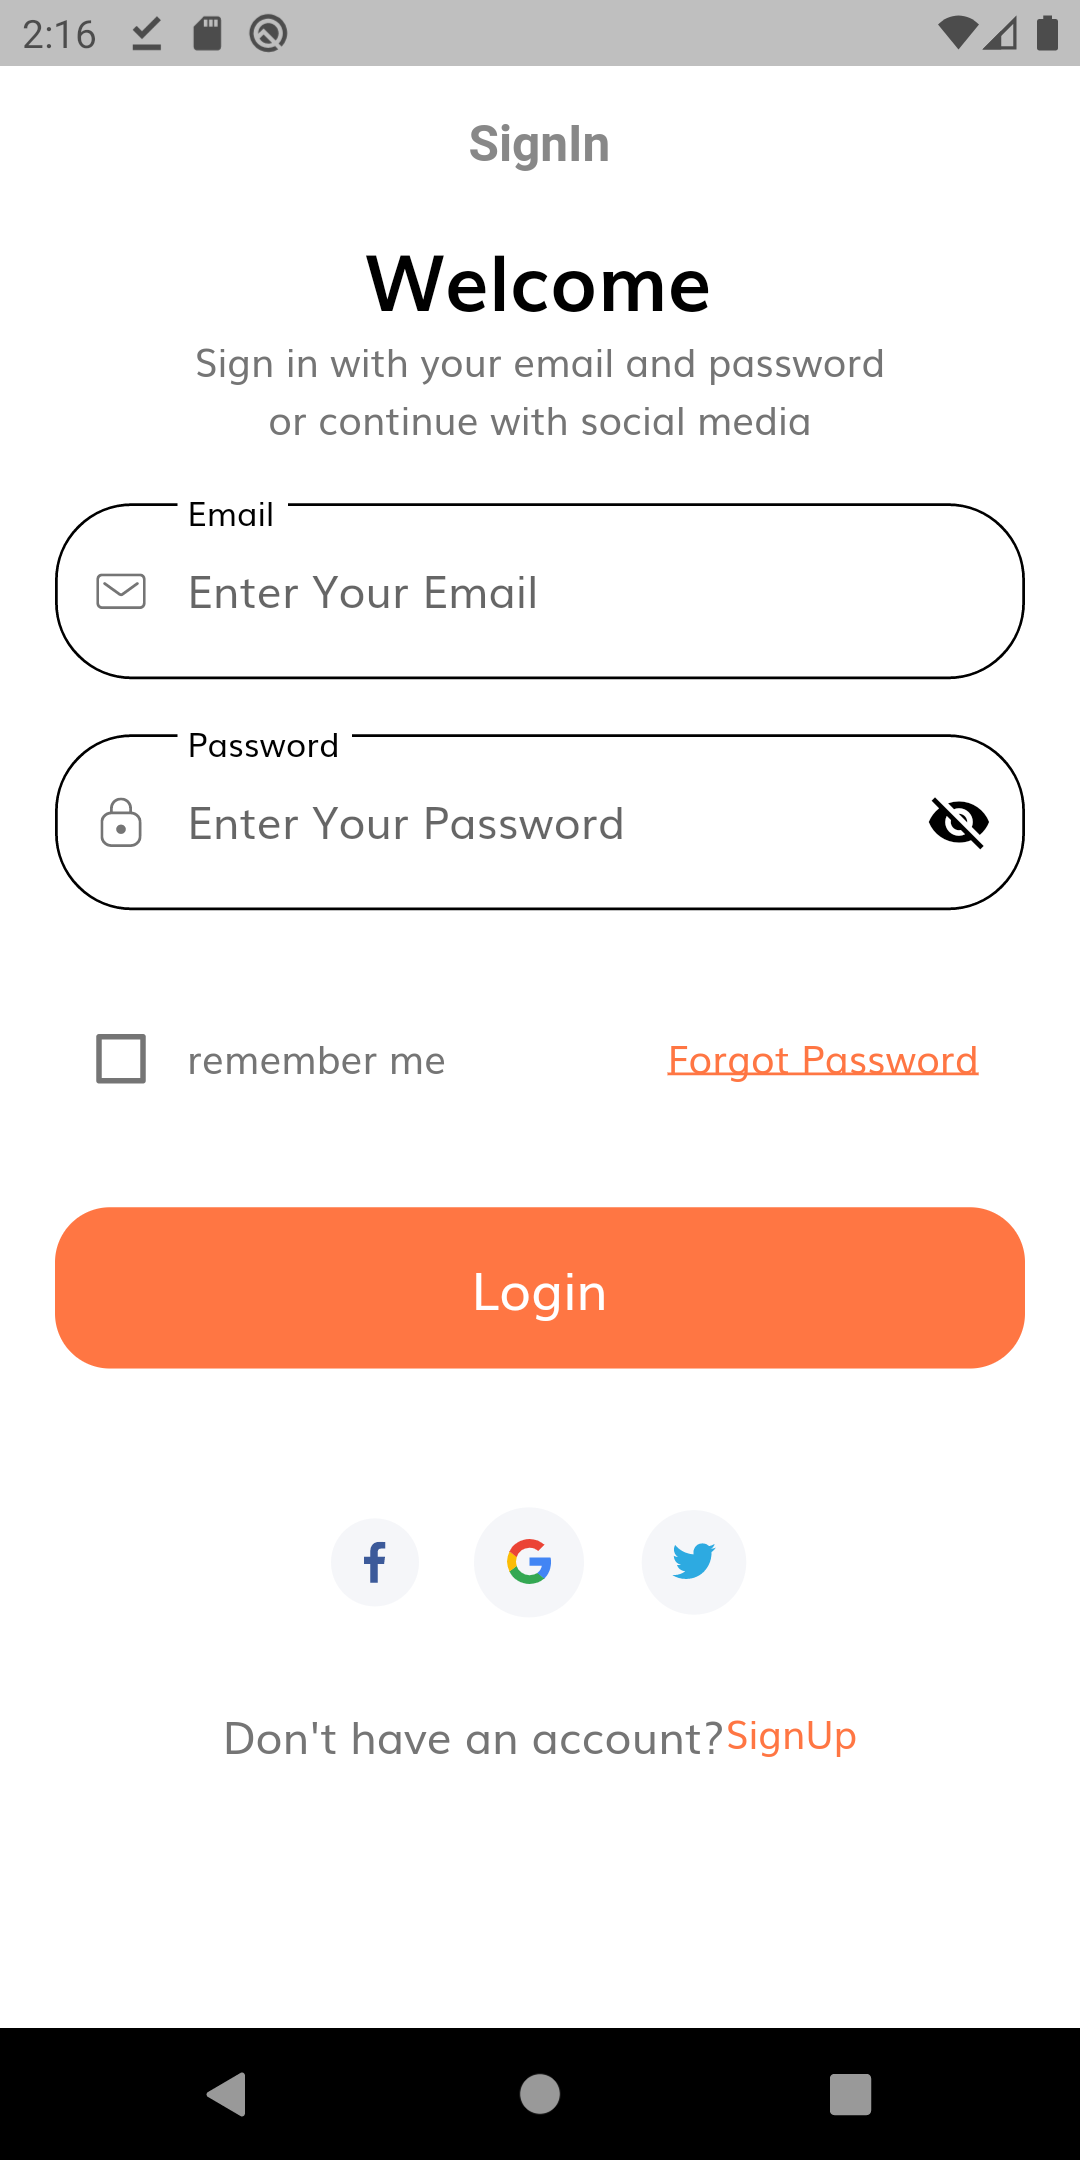 2:16
SignIn
Welcome
Sign in with your email and password
or continue with social media
Email
Enter Your Email
Password
Enter Your Password
remember me Forgot Password
Login
Don't have an account?SignUp